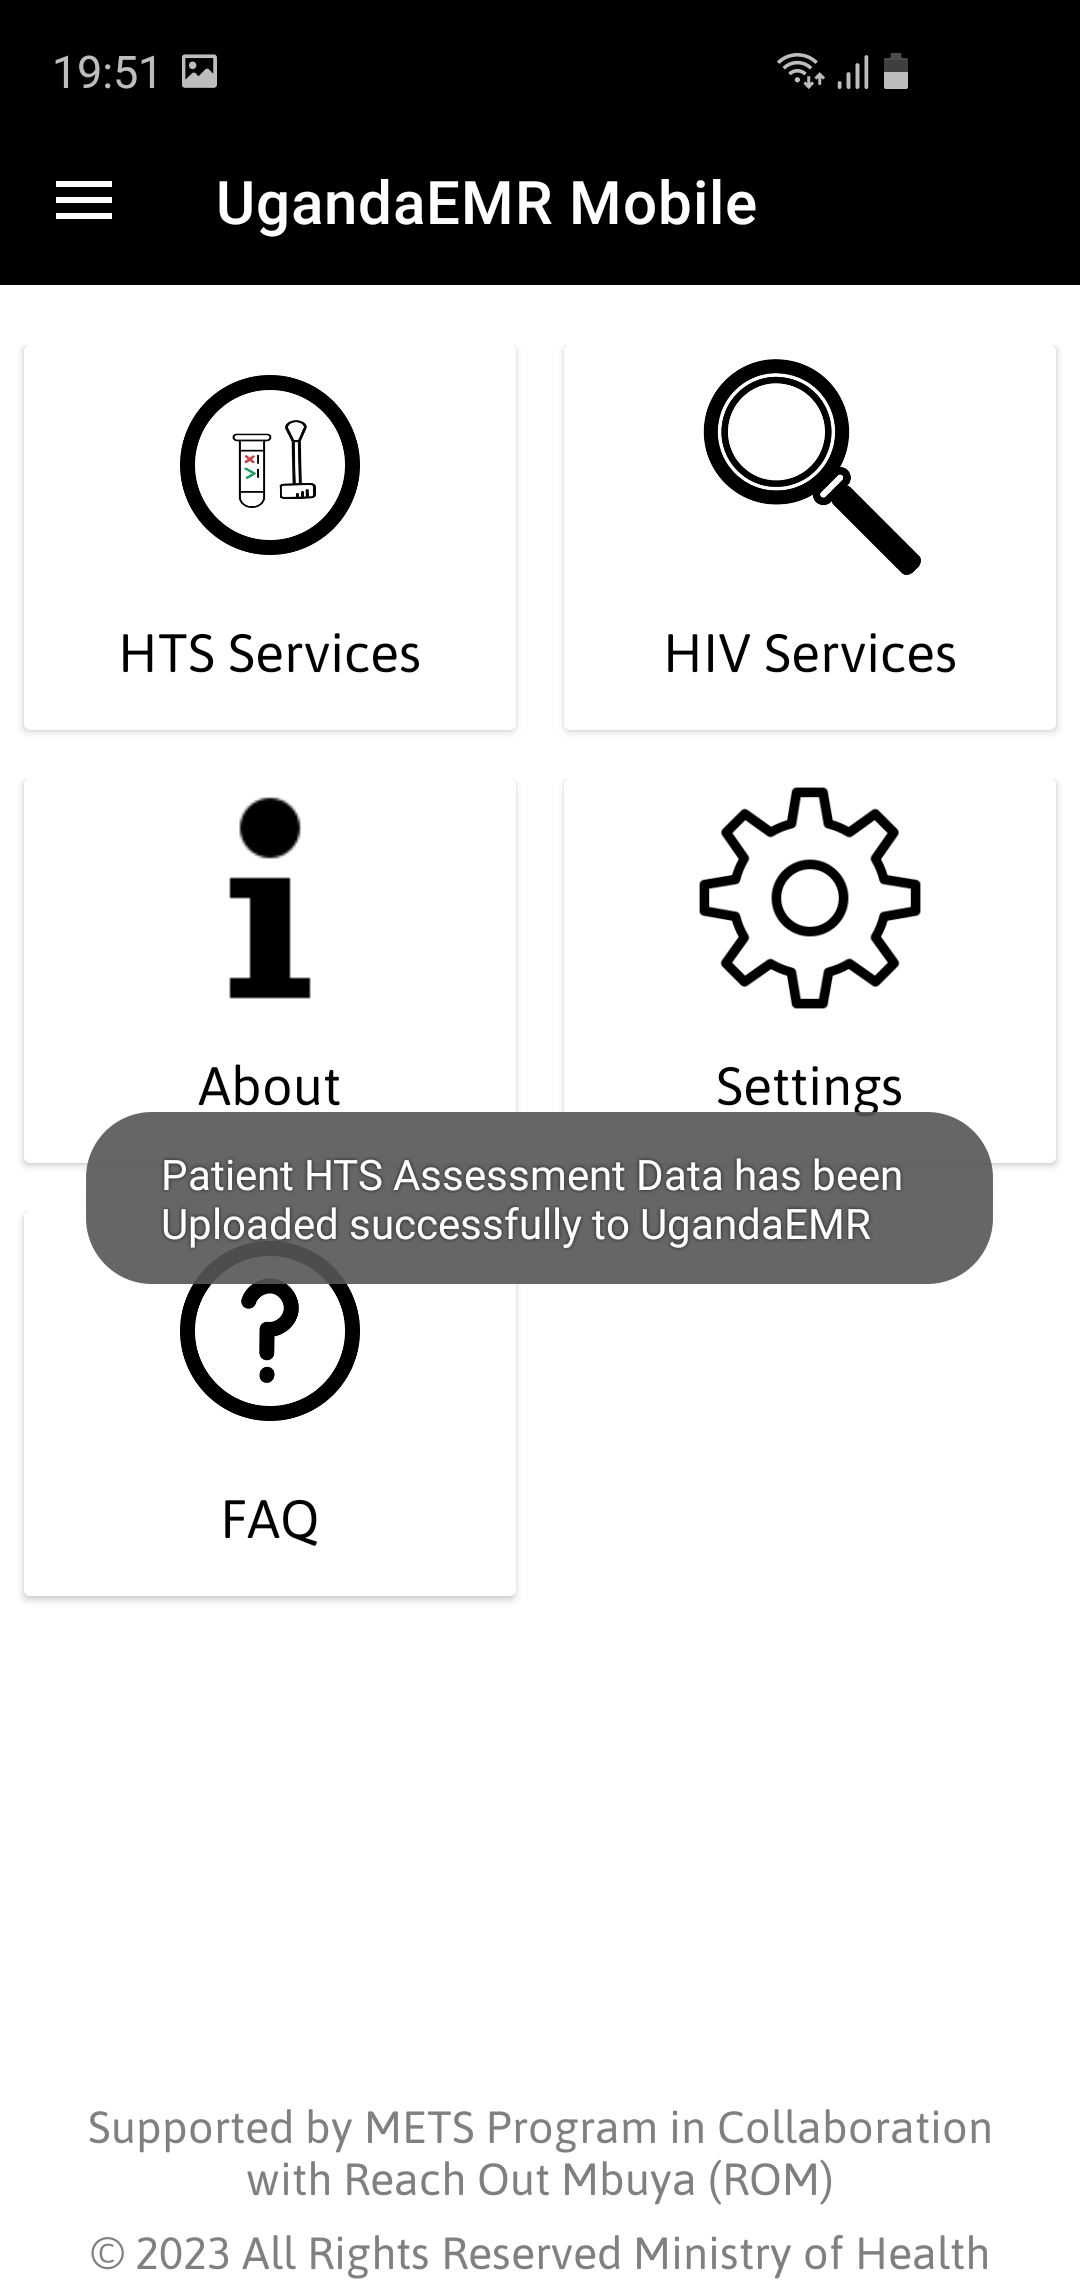 19:51
UgandaEMR Mobile
HTS Services
HIV Services
About
Settings
Patient HTS Assessment Data has been
Uploaded successfully to UgandaEMR
FAQ
Supported by METS Program in Collaboration
with Reach Out Mbuya (ROM)
© 2023 All Rights Reserved Ministry of Health